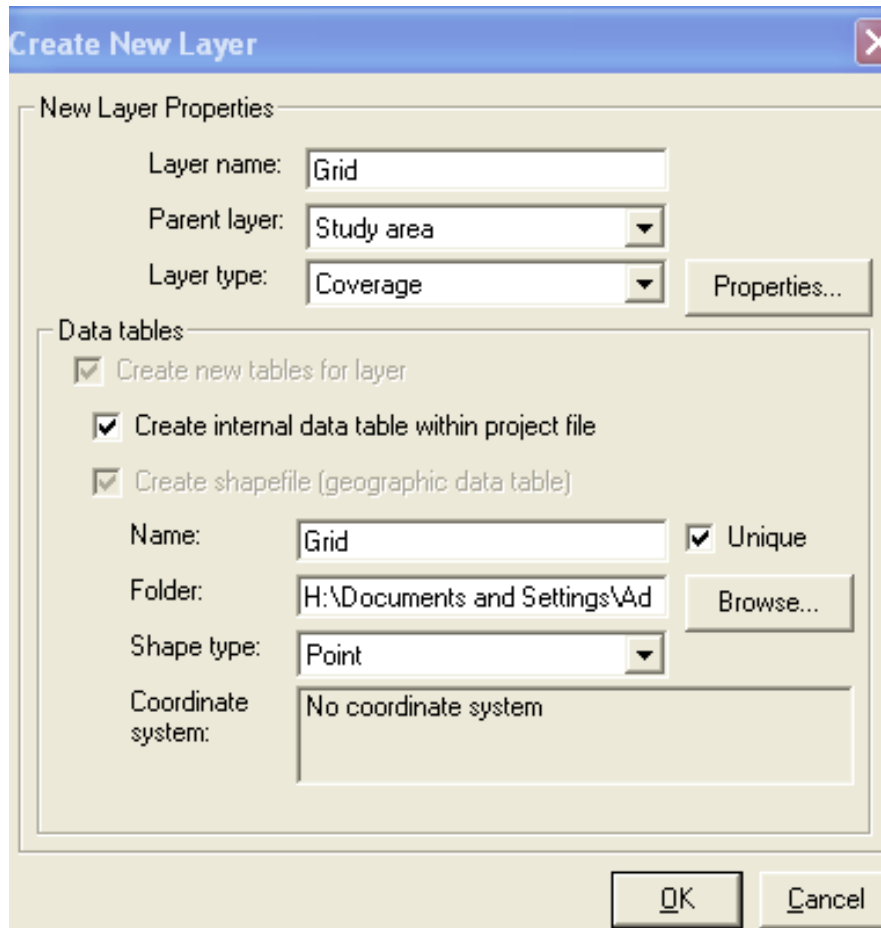 Create New Layer
New Layer Properties
Layer name: Grid
Parent layer: Study area
Layer type: Coverage Properties...
Data tables
Create new tables for layer
Create internal data table within project file
Create shapefile (geographic data table)
Name: Grid Unique
Folder: H:\Documents and Settings\Ad Browse...
Shape type: Point
Coordinate No coordinate system
system:
OK Cancel